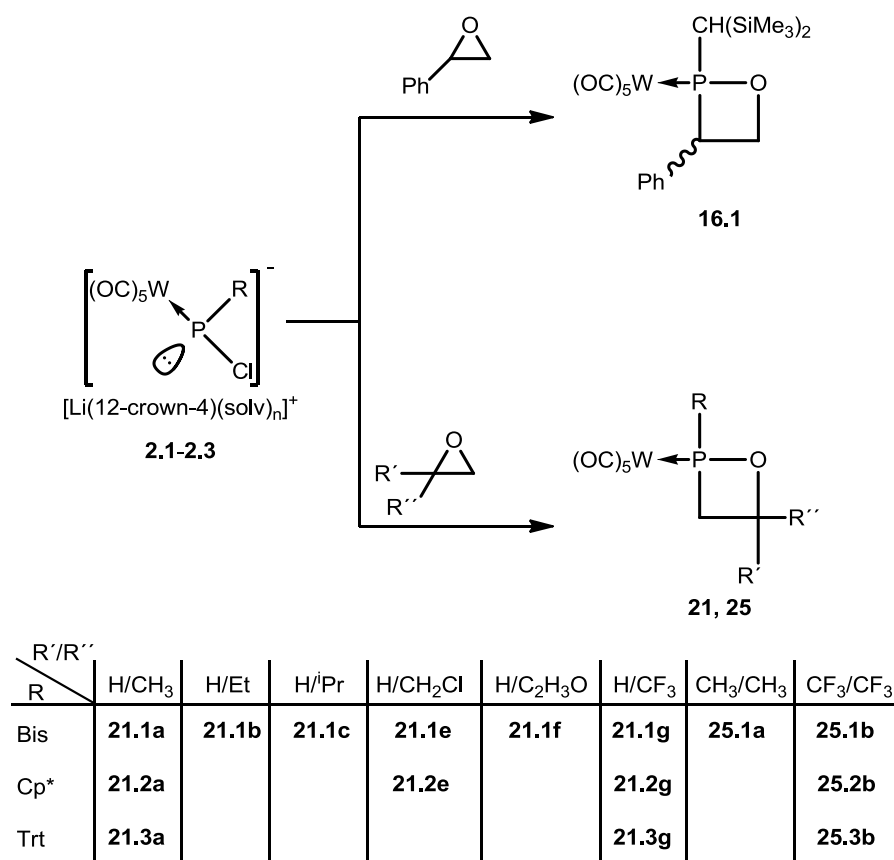 O
Ph
CH(SiMe₃)₂
(OC)₅W P O
Ph
16.1
(OC)₅W R -
P
: Cl
[Li(12-crown-4)(solv)ₙ]⁺
2.1-2.3
O
R´
R´´
R
(OC)₅W P O
R´´
R´
21, 25
R´/R´´
R H/CH₃ H/Et H/ⁱPr H/CH₂Cl H/C₂H₃O H/CF₃ CH₃/CH₃ CF₃/CF₃
Bis 21.1a 21.1b 21.1c 21.1e 21.1f 21.1g 25.1a 25.1b
Cp* 21.2a 21.2e 21.2g 25.2b
Trt 21.3a 21.3g 25.3b